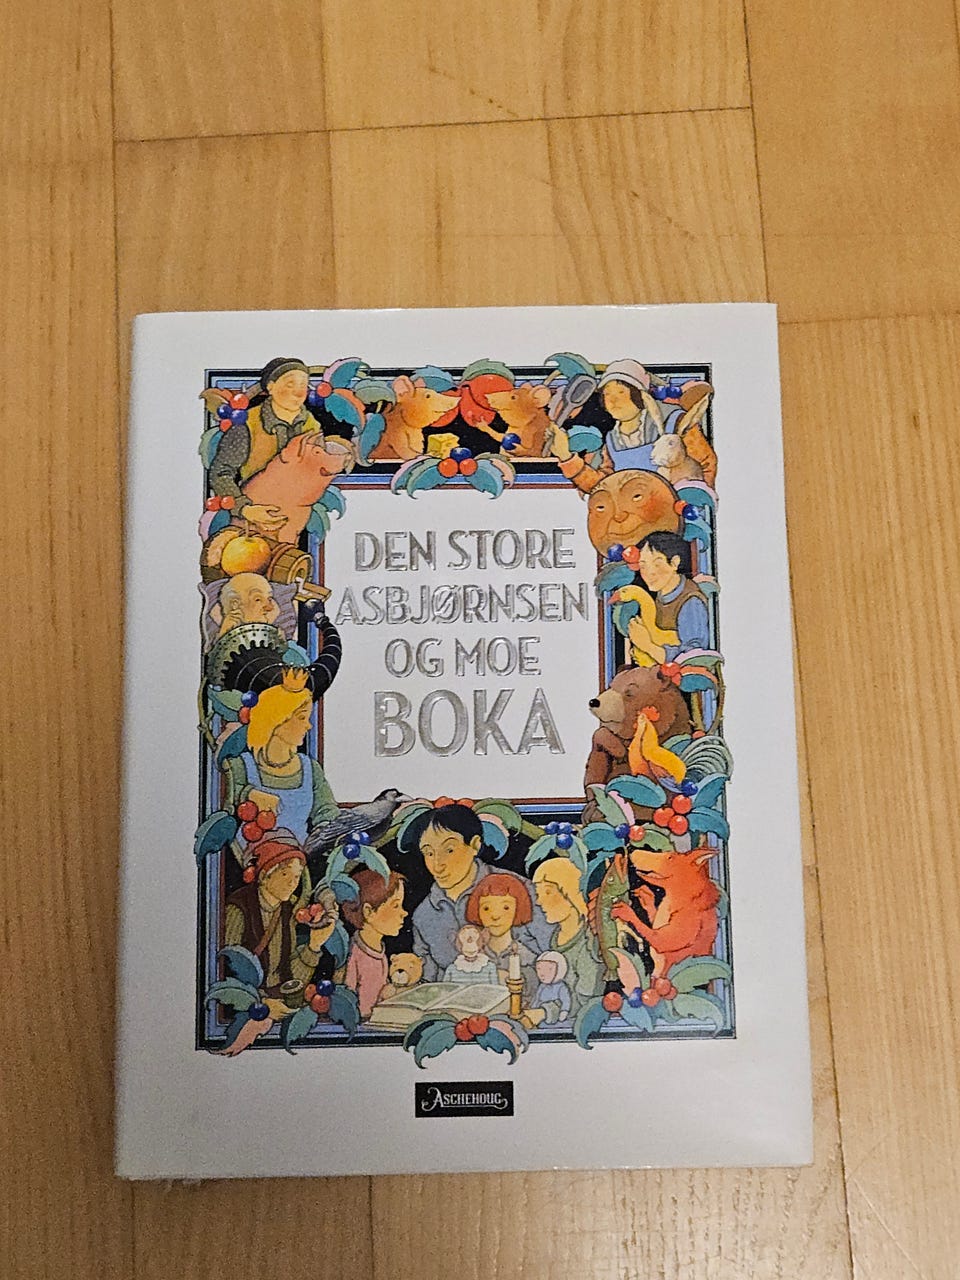 DEN STORE
ASBJØRNSEN
OG MOE
BOKA
ASCHEHOUG